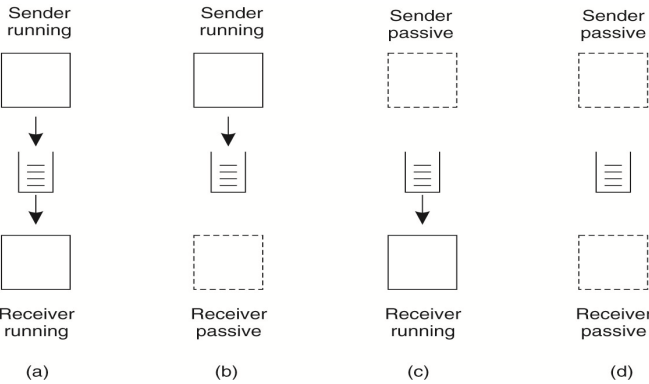 Sender
running
Sender
running
Sender
passive
Sender
passive
Receiver
running
Receiver
passive
Receiver
running
Receiver
passive
(a)
(b)
(c)
(d)